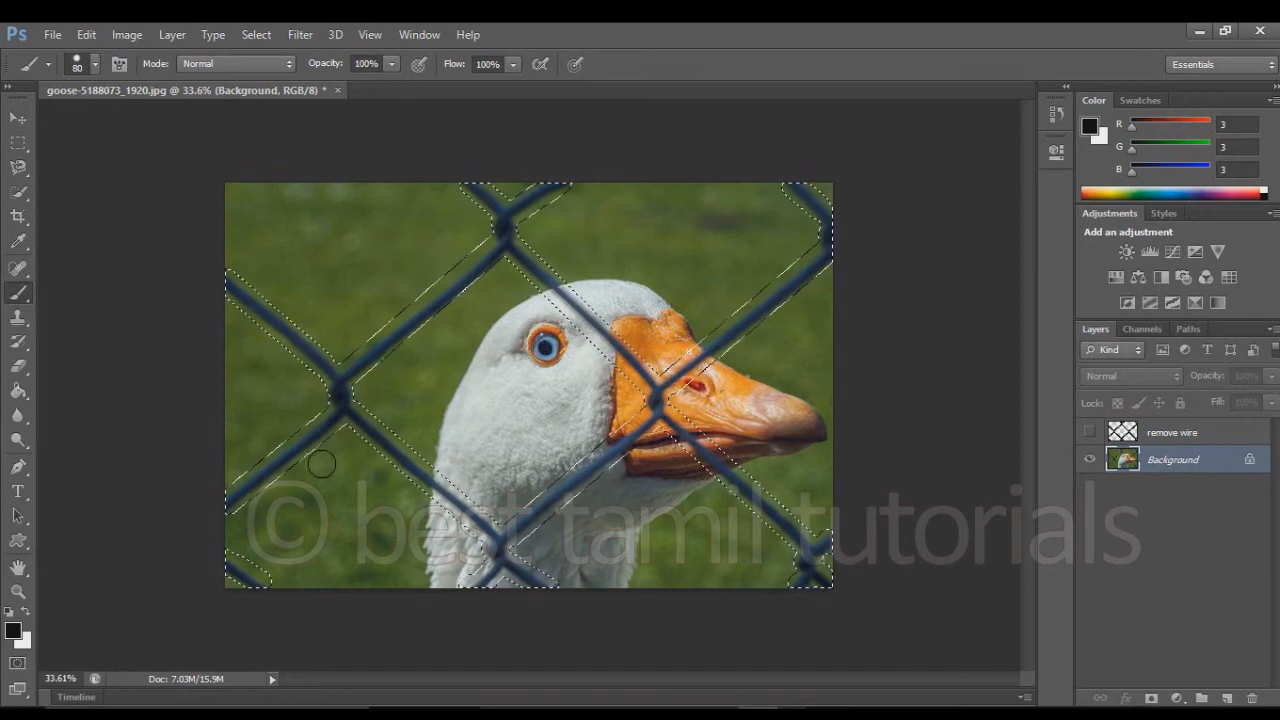 Ps File Edit Image Layer Type Select Filter 3D View Window Help
80 Mode: Normal Opacity: 100% Flow: 100% Essentials
goose-5188073_1920.jpg @ 33.6% (Background, RGB/8) * ×
Color Swatches
R 3
G 3
B 3
Adjustments Styles
Add an adjustment
Layers Channels Paths
Kind
Normal Opacity: 100%
Lock: Fill: 100%
remove wire
Background
© best tamil tutorials
33.61% Doc: 7.03M/15.9M
Timeline